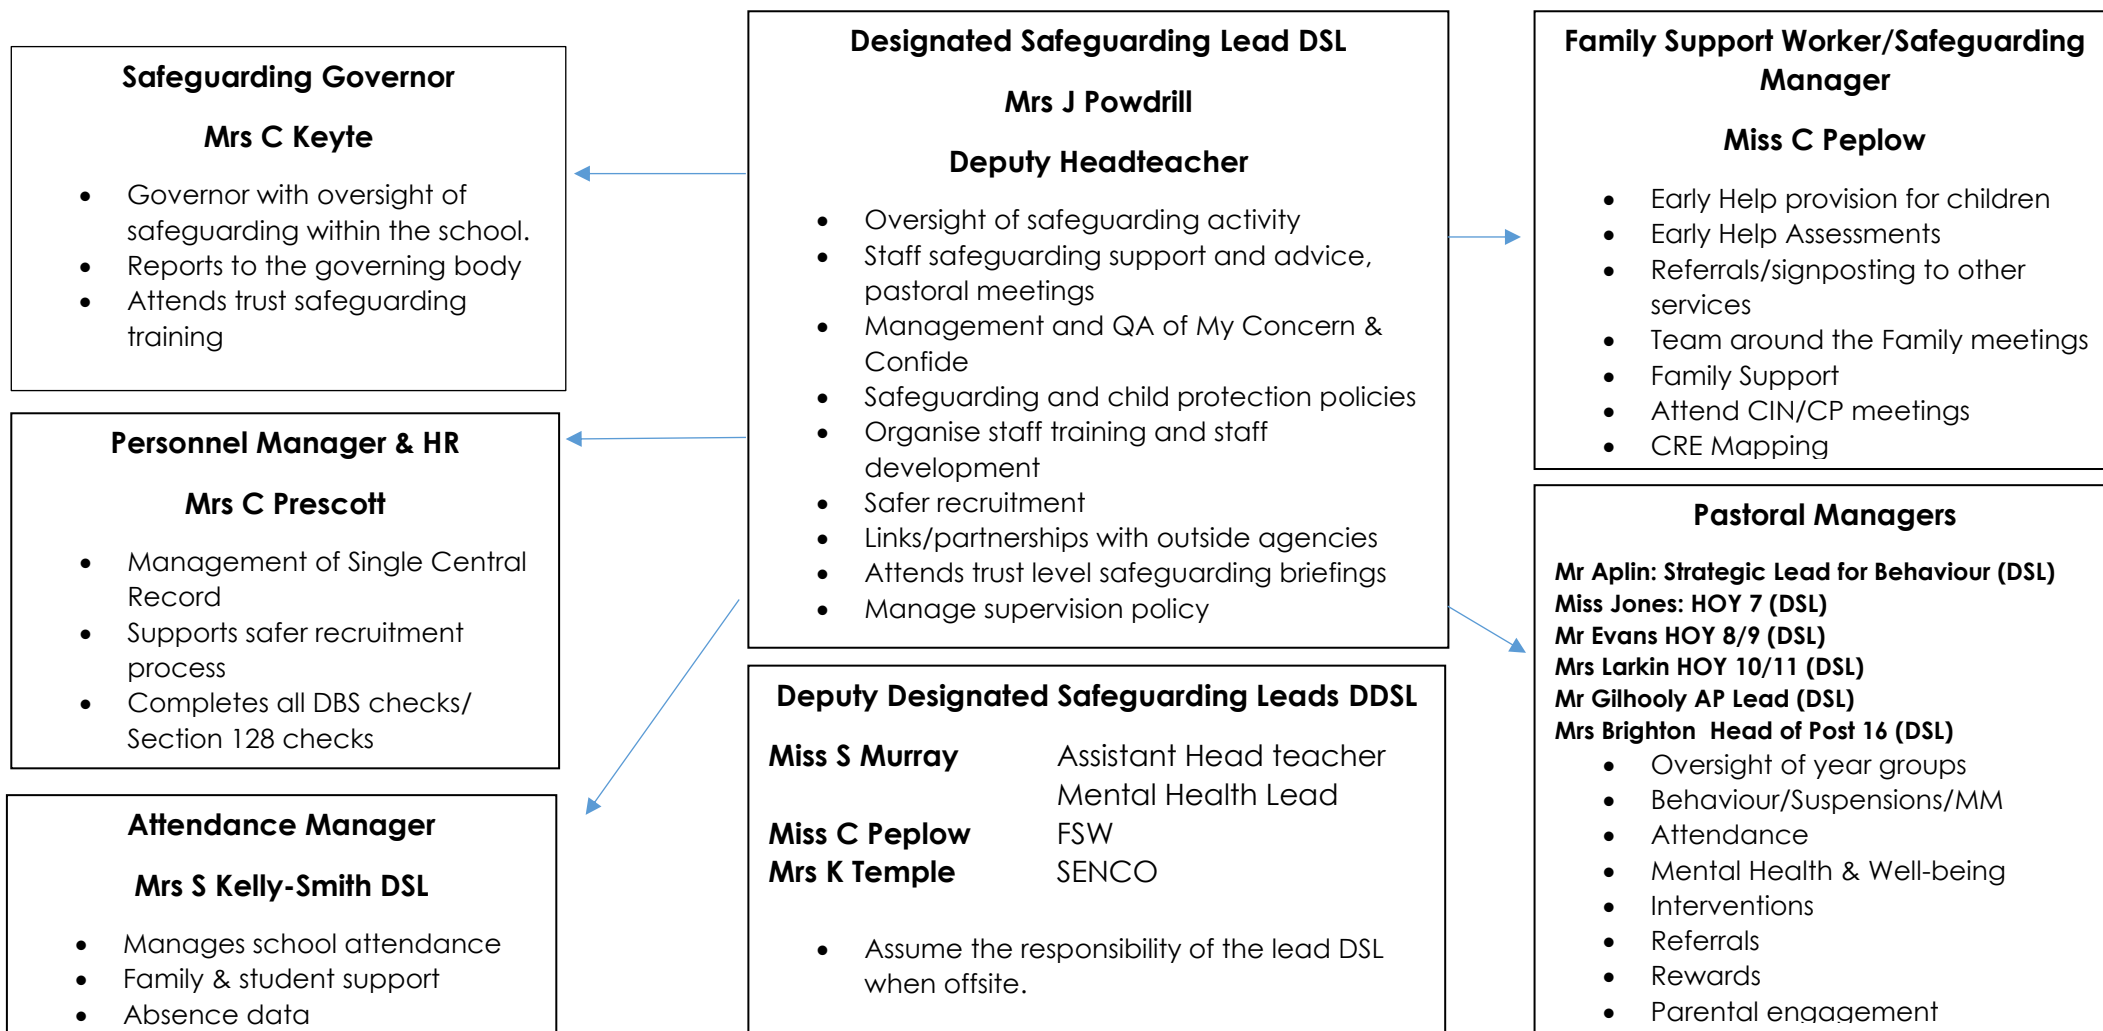 Safeguarding Governor
Mrs C Keyte
• Governor with oversight of
safeguarding within the school.
• Reports to the governing body
• Attends trust safeguarding
training
Personnel Manager & HR
Mrs C Prescott
• Management of Single Central
Record
• Supports safer recruitment
process
• Completes all DBS checks/
Section 128 checks
Attendance Manager
Mrs S Kelly-Smith DSL
• Manages school attendance
• Family & student support
• Absence data
Designated Safeguarding Lead DSL
Mrs J Powdrill
Deputy Headteacher
• Oversight of safeguarding activity
• Staff safeguarding support and advice,
pastoral meetings
• Management and QA of My Concern &
Confide
• Safeguarding and child protection policies
• Organise staff training and staff
development
• Safer recruitment
• Links/partnerships with outside agencies
• Attends trust level safeguarding briefings
• Manage supervision policy
Deputy Designated Safeguarding Leads DDSL
Miss S Murray Assistant Head teacher
Mental Health Lead
Miss C Peplow FSW
Mrs K Temple SENCO
• Assume the responsibility of the lead DSL
when offsite.
Family Support Worker/Safeguarding
Manager
Miss C Peplow
• Early Help provision for children
• Early Help Assessments
• Referrals/signposting to other
services
• Team around the Family meetings
• Family Support
• Attend CIN/CP meetings
• CRE Mapping
Pastoral Managers
Mr Aplin: Strategic Lead for Behaviour (DSL)
Miss Jones: HOY 7 (DSL)
Mr Evans HOY 8/9 (DSL)
Mrs Larkin HOY 10/11 (DSL)
Mr Gilhooly AP Lead (DSL)
Mrs Brighton Head of Post 16 (DSL)
• Oversight of year groups
• Behaviour/Suspensions/MM
• Attendance
• Mental Health & Well-being
• Interventions
• Referrals
• Rewards
• Parental engagement